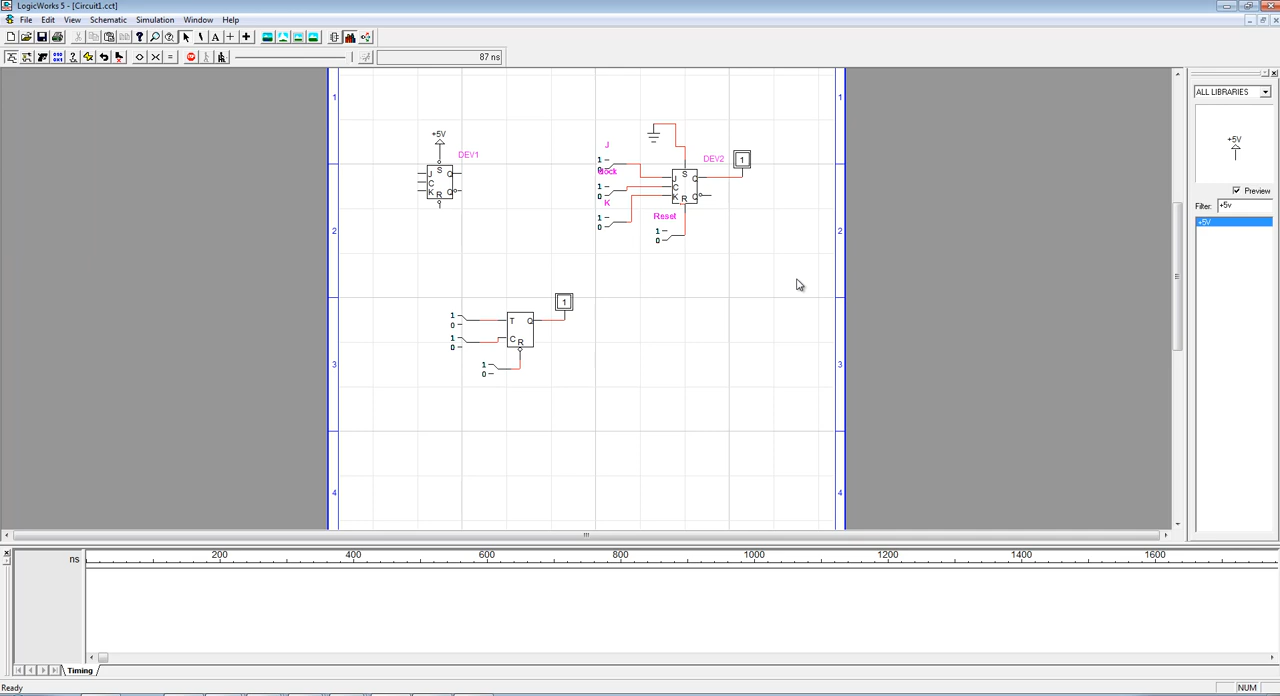 LogicWorks 5 - [Circuit1.cct]
File Edit View Schematic Simulation Window Help
87 ns
ALL LIBRARIES
+5V
Preview
Filter: +5v
+5V
1 1
2 2
3 3
4 4
+5V
DEV1
J S Q
C
K R Q
J
1
0
Clock
1
0
K
1
0
DEV2
J S Q
C
K R Q
1
Reset
1
0
1
0
1
0
T Q
C R
1
1
0
ns 200 400 600 800 1000 1200 1400 1600
Timing
Ready NUM